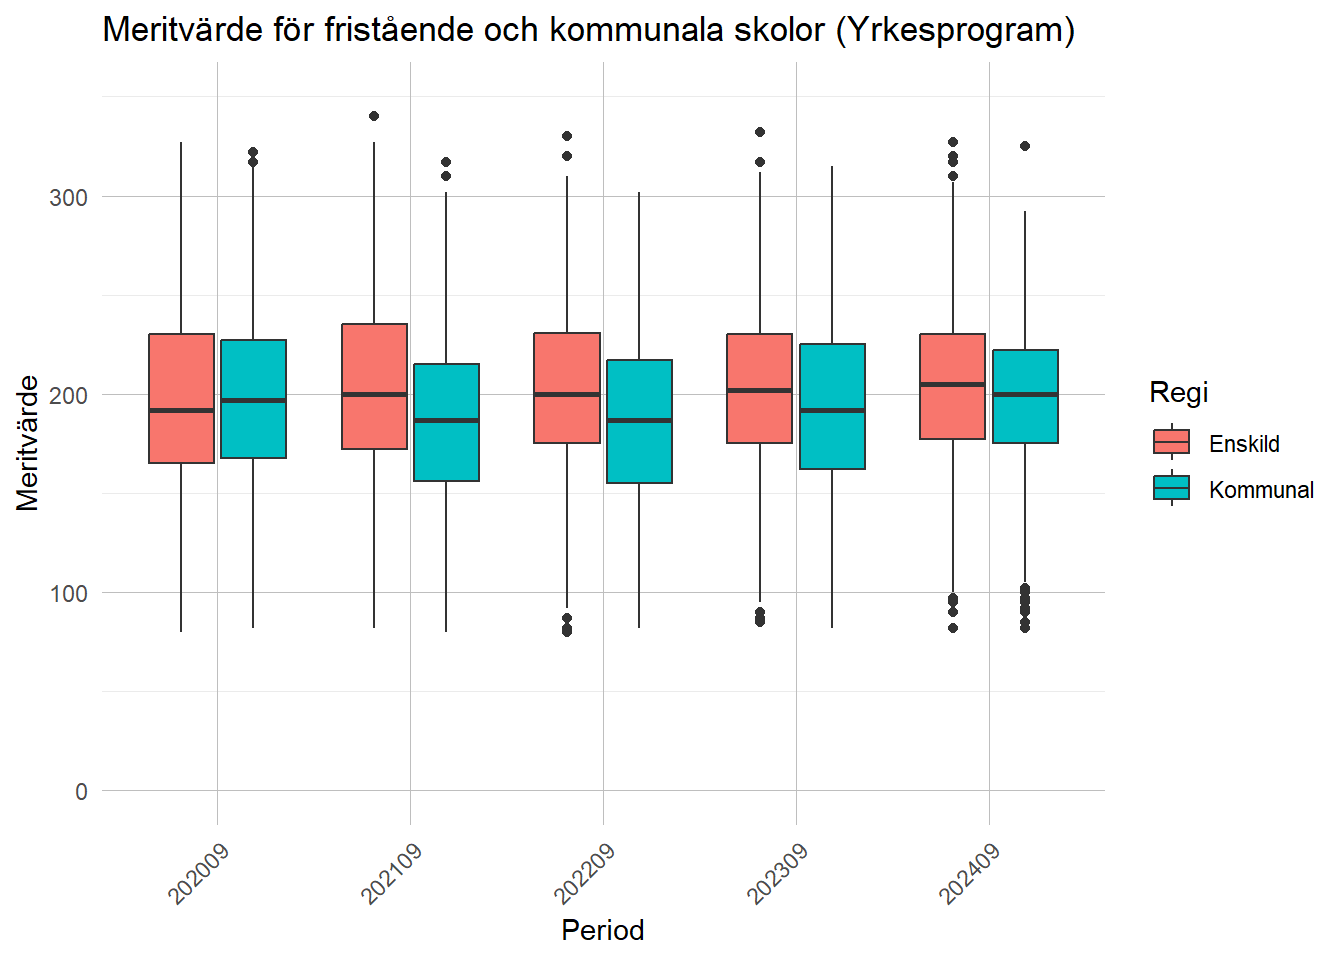 Meritvärde för fristående och kommunala skolor (Yrkesprogram)
300
200
100
0
Meritvärde
202009
202109
202209
202309
202409
Period
Regi
Enskild
Kommunal